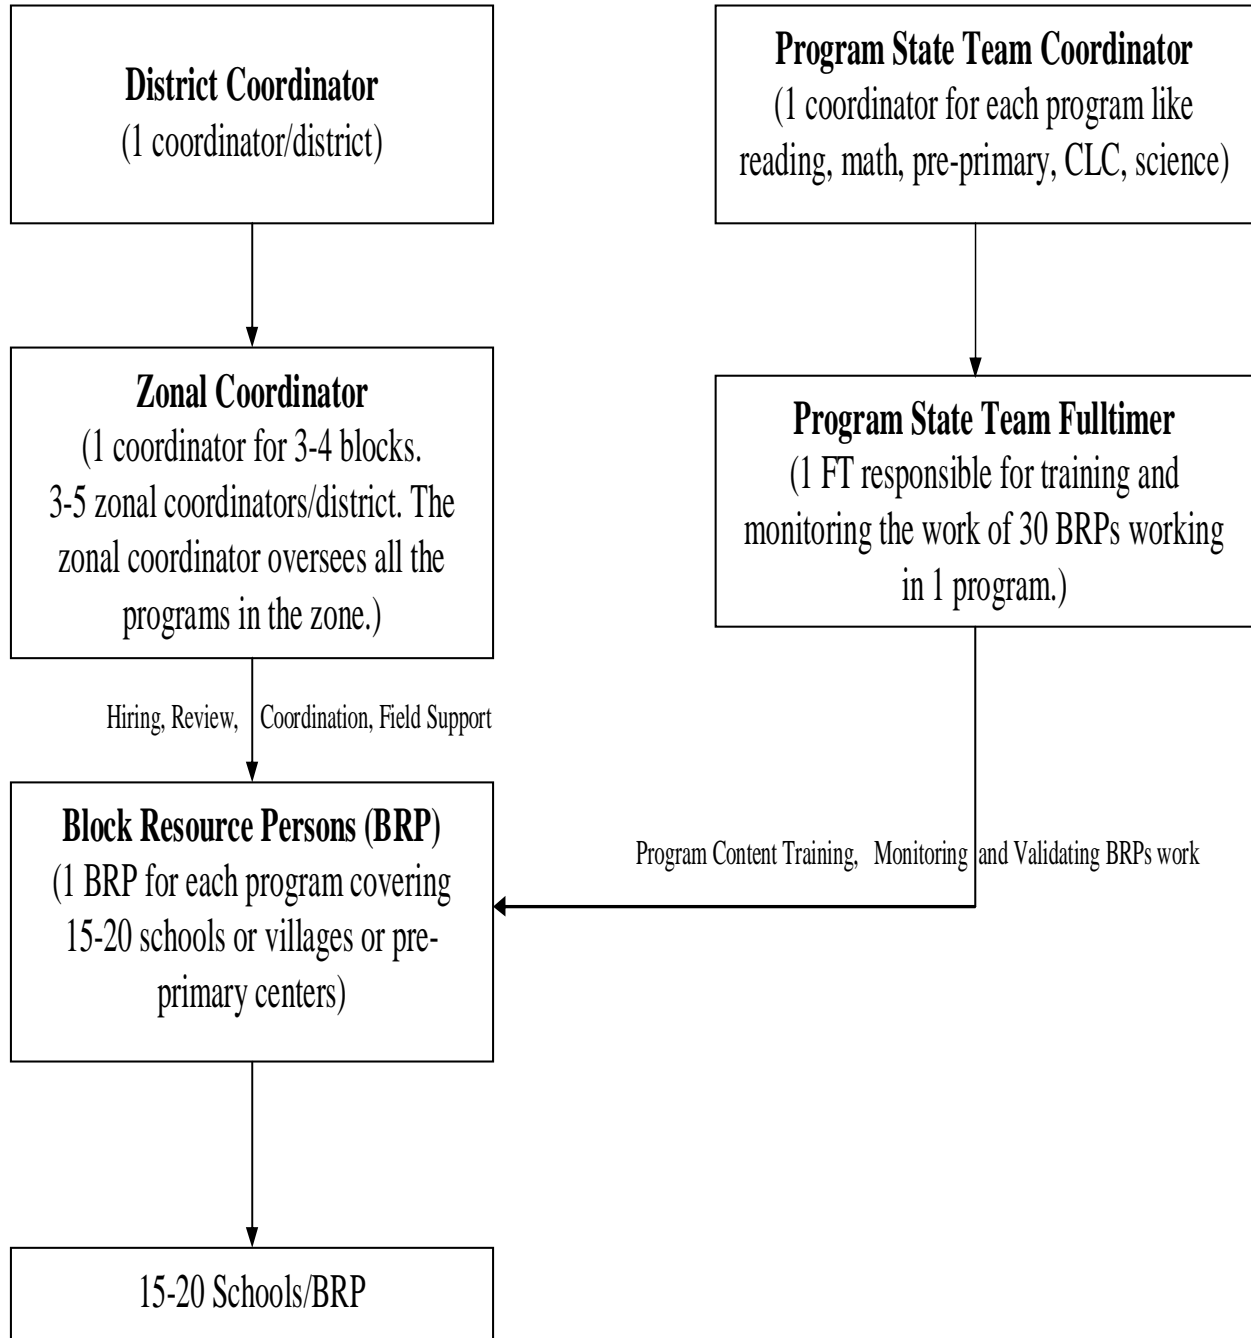 District Coordinator
(1 coordinator/district)
Program State Team Coordinator
(1 coordinator for each program like
reading, math, pre-primary, CLC, science)
Zonal Coordinator
(1 coordinator for 3-4 blocks.
3-5 zonal coordinators/district. The
zonal coordinator oversees all the
programs in the zone.)
Program State Team Fulltimer
(1 FT responsible for training and
monitoring the work of 30 BRPs working
in 1 program.)
Hiring, Review, Coordination, Field Support
Block Resource Persons (BRP)
(1 BRP for each program covering
15-20 schools or villages or pre-
primary centers)
Program Content Training, Monitoring and Validating BRPs work
15-20 Schools/BRP